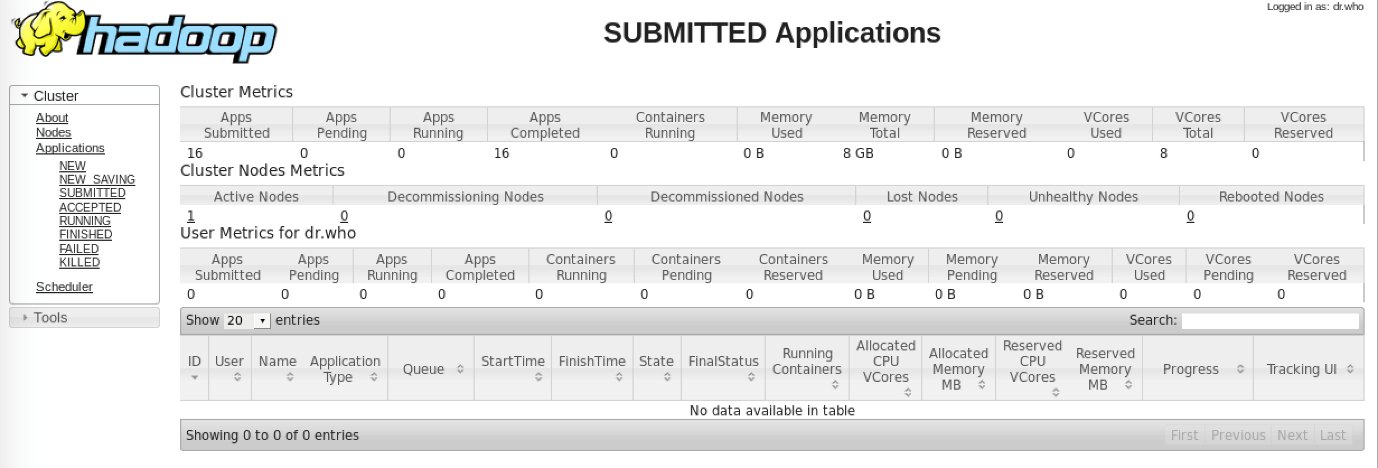 Logged in as: dr.who
hadoop
SUBMITTED Applications
Cluster
About
Nodes
Applications
NEW
NEW_SAVING
SUBMITTED
ACCEPTED
RUNNING
FINISHED
FAILED
KILLED
Scheduler
Tools
Cluster Metrics
Apps Submitted Apps Pending Apps Running Apps Completed Containers Running Memory Used Memory Total Memory Reserved VCores Used VCores Total VCores Reserved
16 0 0 16 0 0 B 8 GB 0 B 0 8 0
Cluster Nodes Metrics
Active Nodes Decommissioning Nodes Decommissioned Nodes Lost Nodes Unhealthy Nodes Rebooted Nodes
1 0 0 0 0 0
User Metrics for dr.who
Apps Submitted Apps Pending Apps Running Apps Completed Containers Running Containers Pending Containers Reserved Memory Used Memory Pending Memory Reserved VCores Used VCores Pending VCores Reserved
0 0 0 0 0 0 0 0 B 0 B 0 B 0 0 0
Show 20 entries Search:
ID User Name Application Type Queue StartTime FinishTime State FinalStatus Running Containers Allocated CPU VCores Allocated Memory MB Reserved CPU VCores Reserved Memory MB Progress Tracking UI
No data available in table
Showing 0 to 0 of 0 entries First Previous Next Last